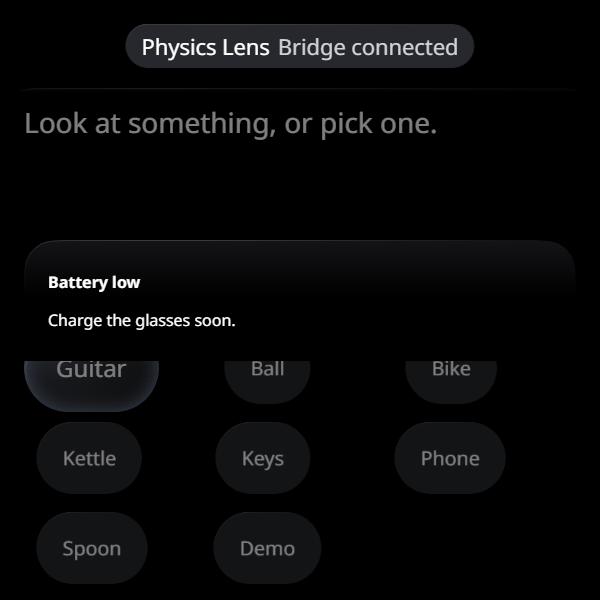 Physics Lens Bridge connected
Look at something, or pick one.
Battery low
Charge the glasses soon.
Guitar Ball Bike
Kettle Keys Phone
Spoon Demo